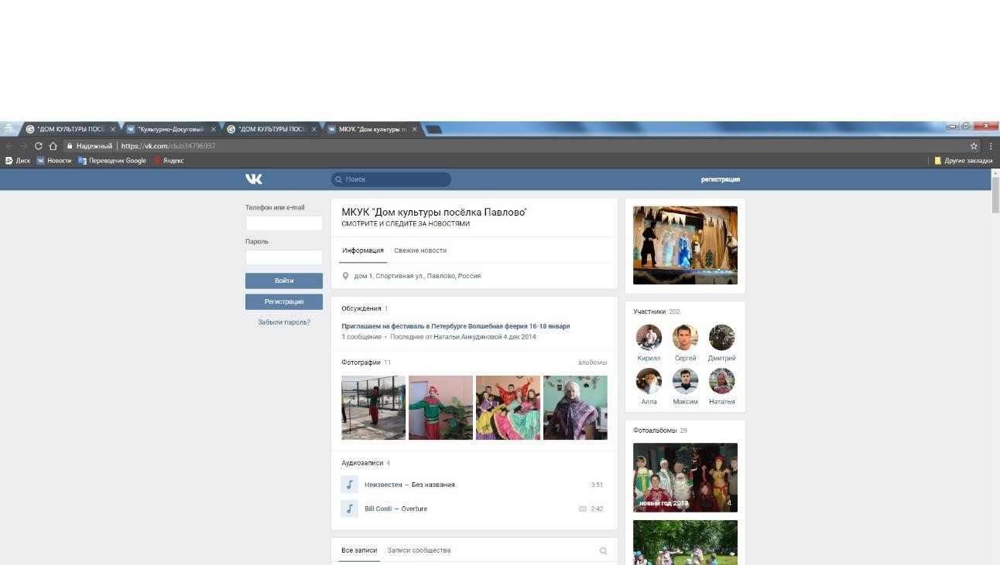 "ДОМ КУЛЬТУРЫ ПОСЁ
"Культурно-Досуговый
"ДОМ КУЛЬТУРЫ ПОСЁ
МКУК "Дом культуры п
Надежный
https://vk.com/club34796937
Диск
Новости
Переводчик Google
Яндекс
Другие закладки
Поиск
регистрация
Телефон или e-mail
Пароль
Войти
Регистрация
Забыли пароль?
МКУК "Дом культуры посёлка Павлово"
СМОТРИТЕ И СЛЕДИТЕ ЗА НОВОСТЯМИ
Информация
Свежие новости
дом 1, Спортивная ул., Павлово, Россия
Обсуждения 1
Приглашаем на фестиваль в Петербурге Волшебная феерия 16-18 января
1 сообщение • Последнее от Натальи Анкудиновой 4 дек 2014
Фотографии 11
альбомы
Аудиозаписи 4
Неизвестен – Без названия 3:51
Bill Conti – Overture HD 2:42
Все записи
Записи сообщества
Участники 202
Кирилл Сергей Дмитрий
Алла Максим Наталья
Фотоальбомы 29
новый год 2013 4